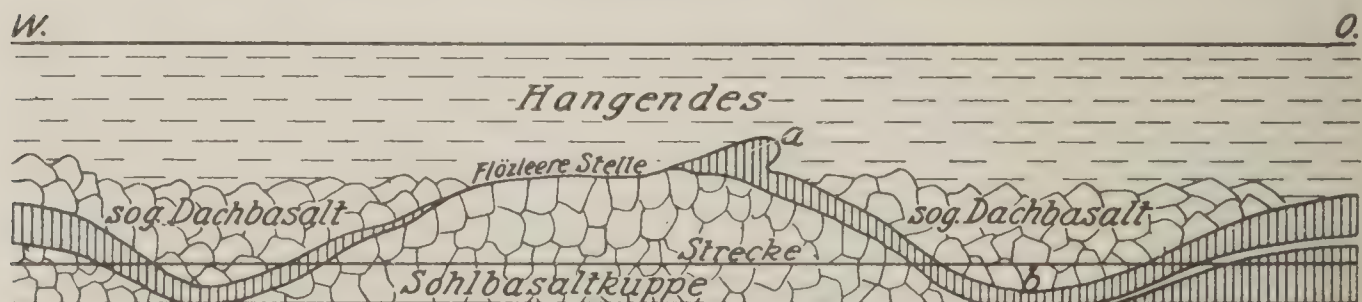 W. O.
Hangendes
a
Flözleere Stelle
sog. Dachbasalt sog. Dachbasalt
Strecke
b
Sohlbasaltkuppe